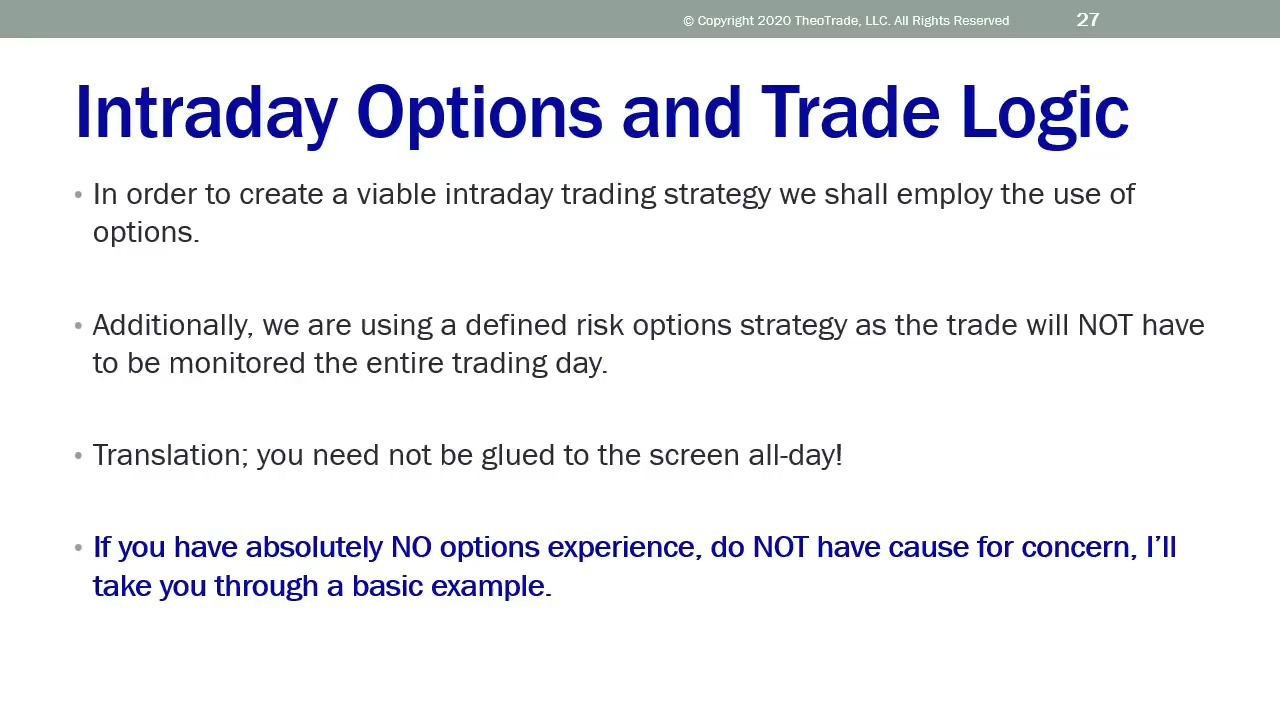 © Copyright 2020 TheoTrade, LLC. All Rights Reserved
27
Intraday Options and Trade Logic
• In order to create a viable intraday trading strategy we shall employ the use of
options.
• Additionally, we are using a defined risk options strategy as the trade will NOT have
to be monitored the entire trading day.
• Translation; you need not be glued to the screen all-day!
• If you have absolutely NO options experience, do NOT have cause for concern, I’ll
take you through a basic example.